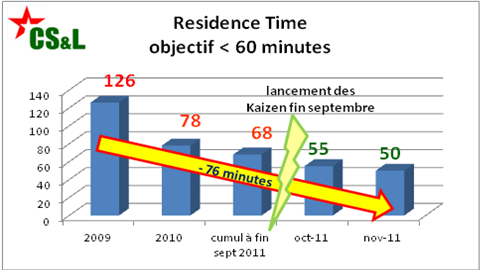 CS&L
Residence Time
objectif < 60 minutes
lancement des
Kaizen fin septembre
126
78
68
55
50
- 76 minutes
140
120
100
80
60
40
20
0
2009
2010
cumul à fin
sept 2011
oct-11
nov-11